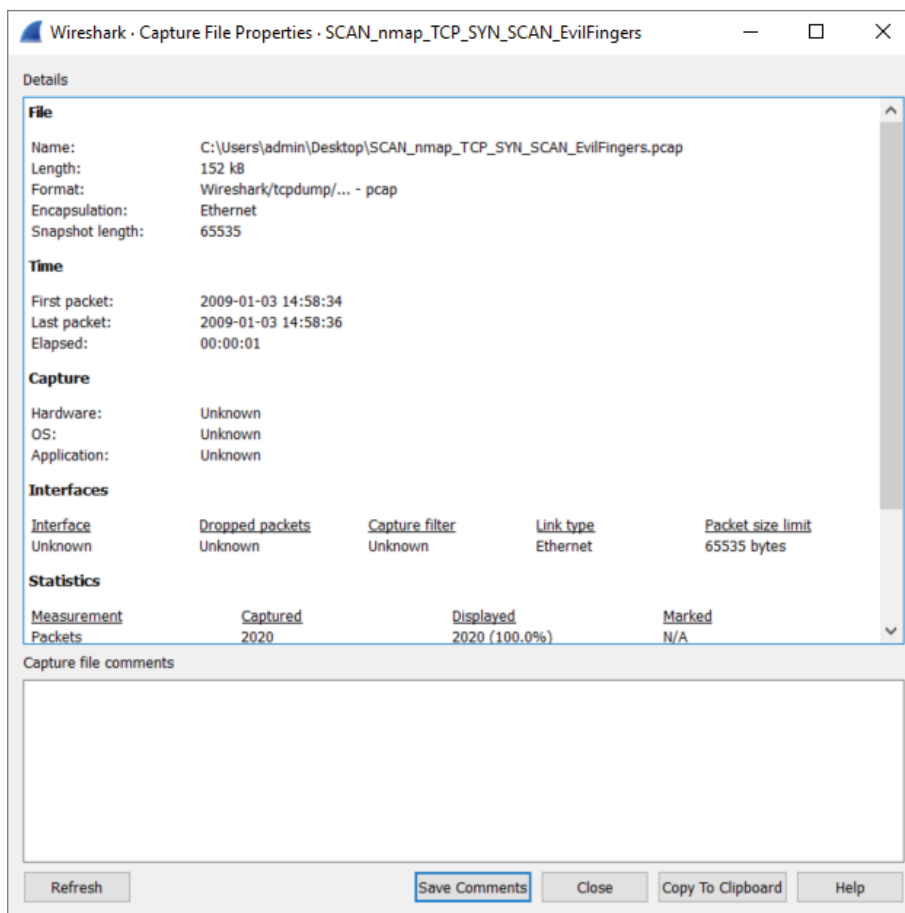 Wireshark · Capture File Properties · SCAN_nmap_TCP_SYN_SCAN_EvilFingers
Details
File
Name: C:\Users\admin\Desktop\SCAN_nmap_TCP_SYN_SCAN_EvilFingers.pcap
Length: 152 kB
Format: Wireshark/tcpdump/... - pcap
Encapsulation: Ethernet
Snapshot length: 65535
Time
First packet: 2009-01-03 14:58:34
Last packet: 2009-01-03 14:58:36
Elapsed: 00:00:01
Capture
Hardware: Unknown
OS: Unknown
Application: Unknown
Interfaces
Interface Dropped packets Capture filter Link type Packet size limit
Unknown Unknown Unknown Ethernet 65535 bytes
Statistics
Measurement Captured Displayed Marked
Packets 2020 2020 (100.0%) N/A
Capture file comments
Refresh Save Comments Close Copy To Clipboard Help